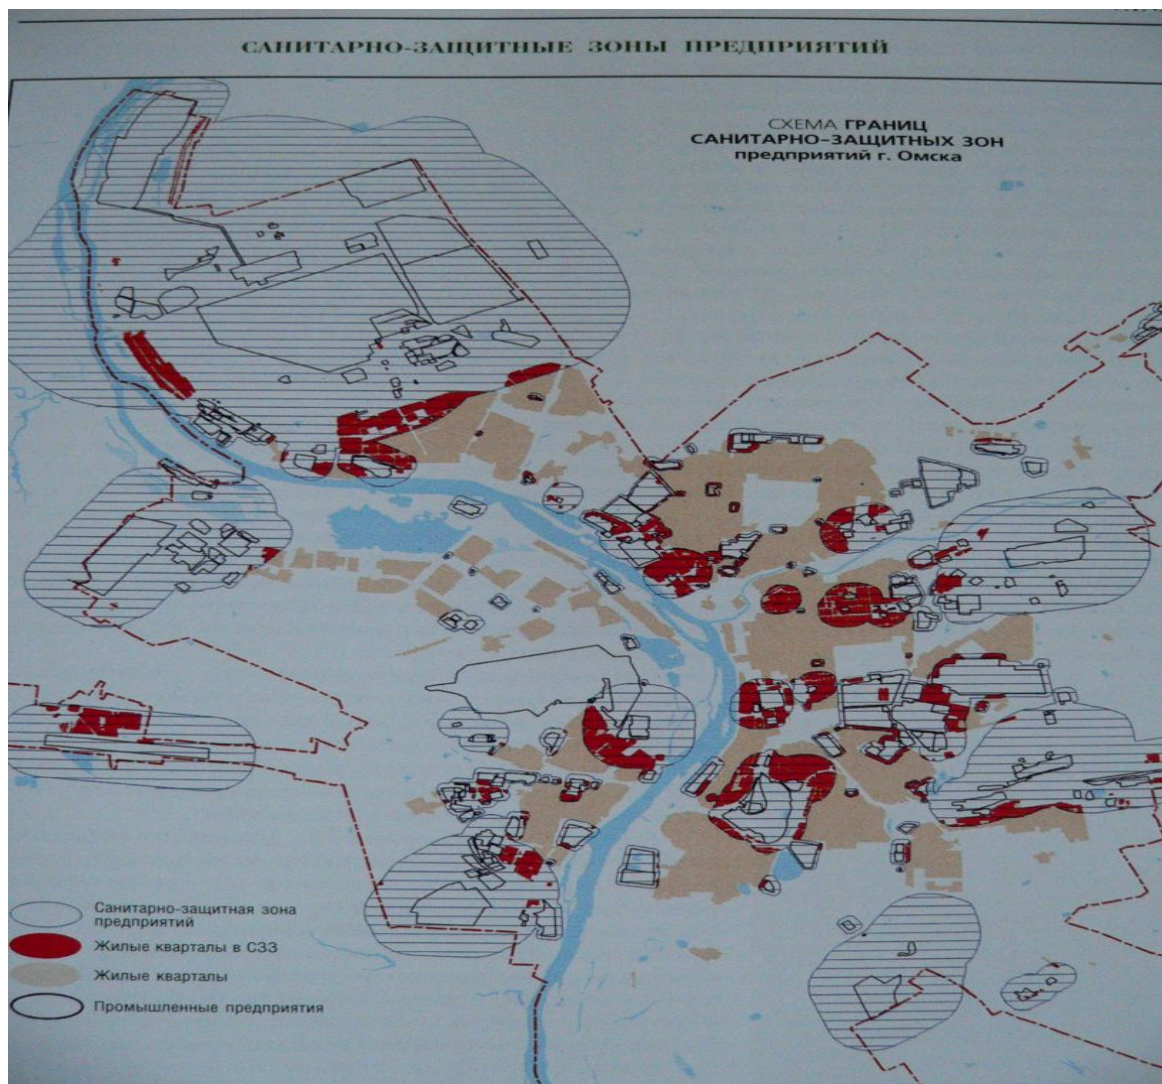 САНИТАРНО-ЗАЩИТНЫЕ ЗОНЫ ПРЕДПРИЯТИЙ
СХЕМА ГРАНИЦ
САНИТАРНО-ЗАЩИТНЫХ ЗОН
предприятий г. Омска
Санитарно-защитная зона
предприятий
Жилые кварталы в СЗЗ
Жилые кварталы
Промышленные предприятия